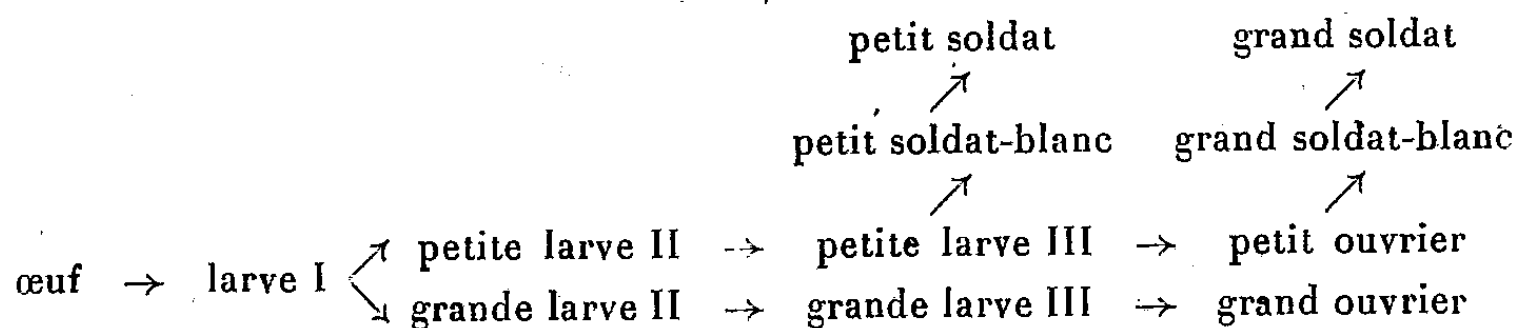 petit soldat grand soldat
↗ ↗
petit soldat-blanc grand soldat-blanc
↗ ↗
petite larve II → petite larve III → petit ouvrier
œuf → larve I ↗ ↘
grande larve II → grande larve III → grand ouvrier